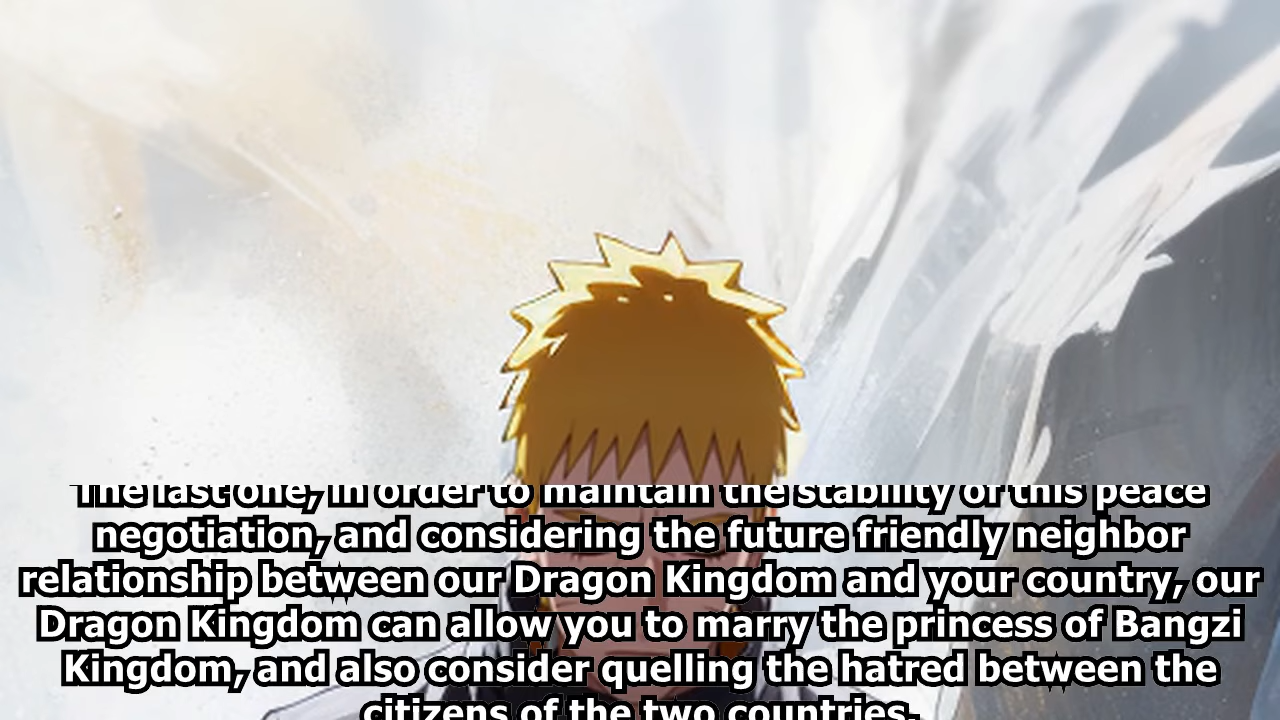 The last one, in order to maintain the stability of this peace
negotiation, and considering the future friendly neighbor
relationship between our Dragon Kingdom and your country, our
Dragon Kingdom can allow you to marry the princess of Bangzi
Kingdom, and also consider quelling the hatred between the
citizens of the two countries.